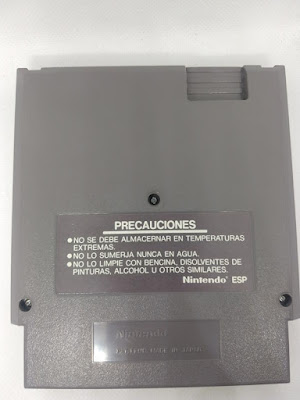 PRECAUCIONES
● NO SE DEBE ALMACERNAR EN TEMPERATURAS
EXTREMAS.
● NO LO SUMERJA NUNCA EN AGUA.
● NO LO LIMPIE CON BENCINA, DISOLVENTES DE
PINTURAS, ALCOHOL U OTROS SIMILARES.
Nintendo® ESP
Nintendo